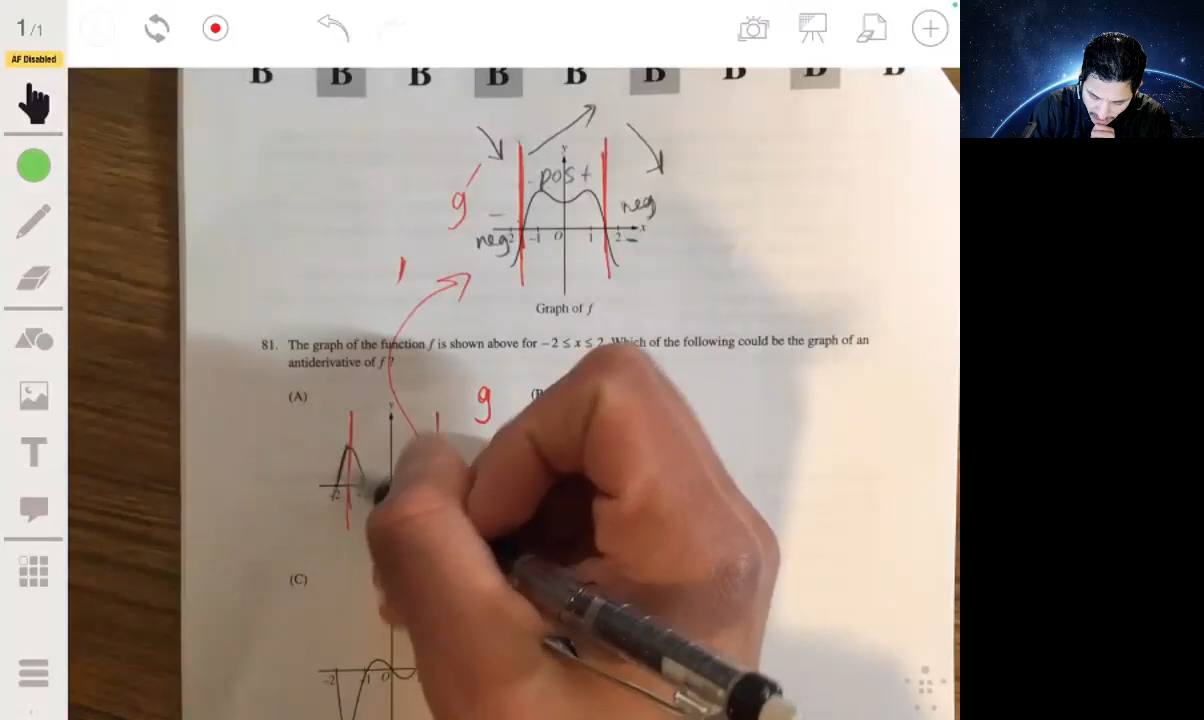 1/1
AF Disabled
B B B B B B B B B
y
pos+
g'
neg
neg
-2 -1 O 1 2 x
Graph of f
81. The graph of the function f is shown above for −2 ≤ x ≤ 2. Which of the following could be the graph of an
antiderivative of f ?
(A)
g
y
-2
(C)
-2 -1 O
T